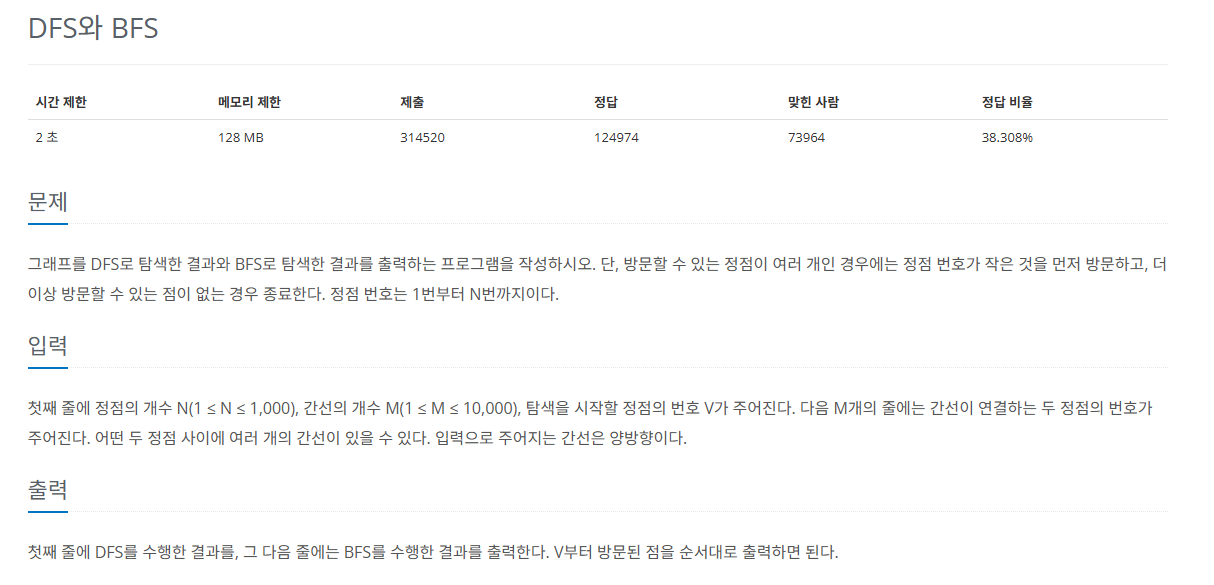 DFS와 BFS
시간 제한 메모리 제한 제출 정답 맞힌 사람 정답 비율
2 초 128 MB 314520 124974 73964 38.308%
문제
그래프를 DFS로 탐색한 결과와 BFS로 탐색한 결과를 출력하는 프로그램을 작성하시오. 단, 방문할 수 있는 정점이 여러 개인 경우에는 정점 번호가 작은 것을 먼저 방문하고, 더
이상 방문할 수 있는 점이 없는 경우 종료한다. 정점 번호는 1번부터 N번까지이다.
입력
첫째 줄에 정점의 개수 N(1 ≤ N ≤ 1,000), 간선의 개수 M(1 ≤ M ≤ 10,000), 탐색을 시작할 정점의 번호 V가 주어진다. 다음 M개의 줄에는 간선이 연결하는 두 정점의 번호가
주어진다. 어떤 두 정점 사이에 여러 개의 간선이 있을 수 있다. 입력으로 주어지는 간선은 양방향이다.
출력
첫째 줄에 DFS를 수행한 결과를, 그 다음 줄에는 BFS를 수행한 결과를 출력한다. V부터 방문된 점을 순서대로 출력하면 된다.